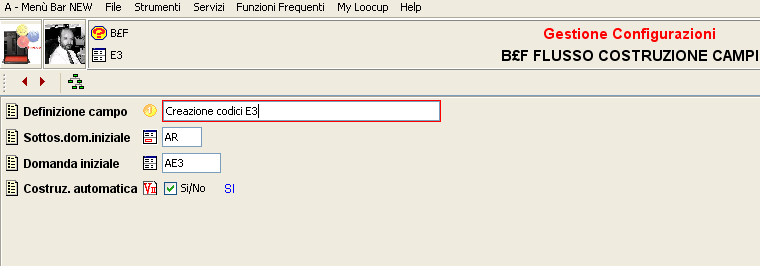 A - Menù Bar NEW File Strumenti Servizi Funzioni Frequenti My Loocup Help
B£F
E3
Gestione Configurazioni
B£F FLUSSO COSTRUZIONE CAMPI
Definizione campo Creazione codici E3
Sottos.dom.iniziale AR
Domanda iniziale AE3
Costruz. automatica Si/No SI